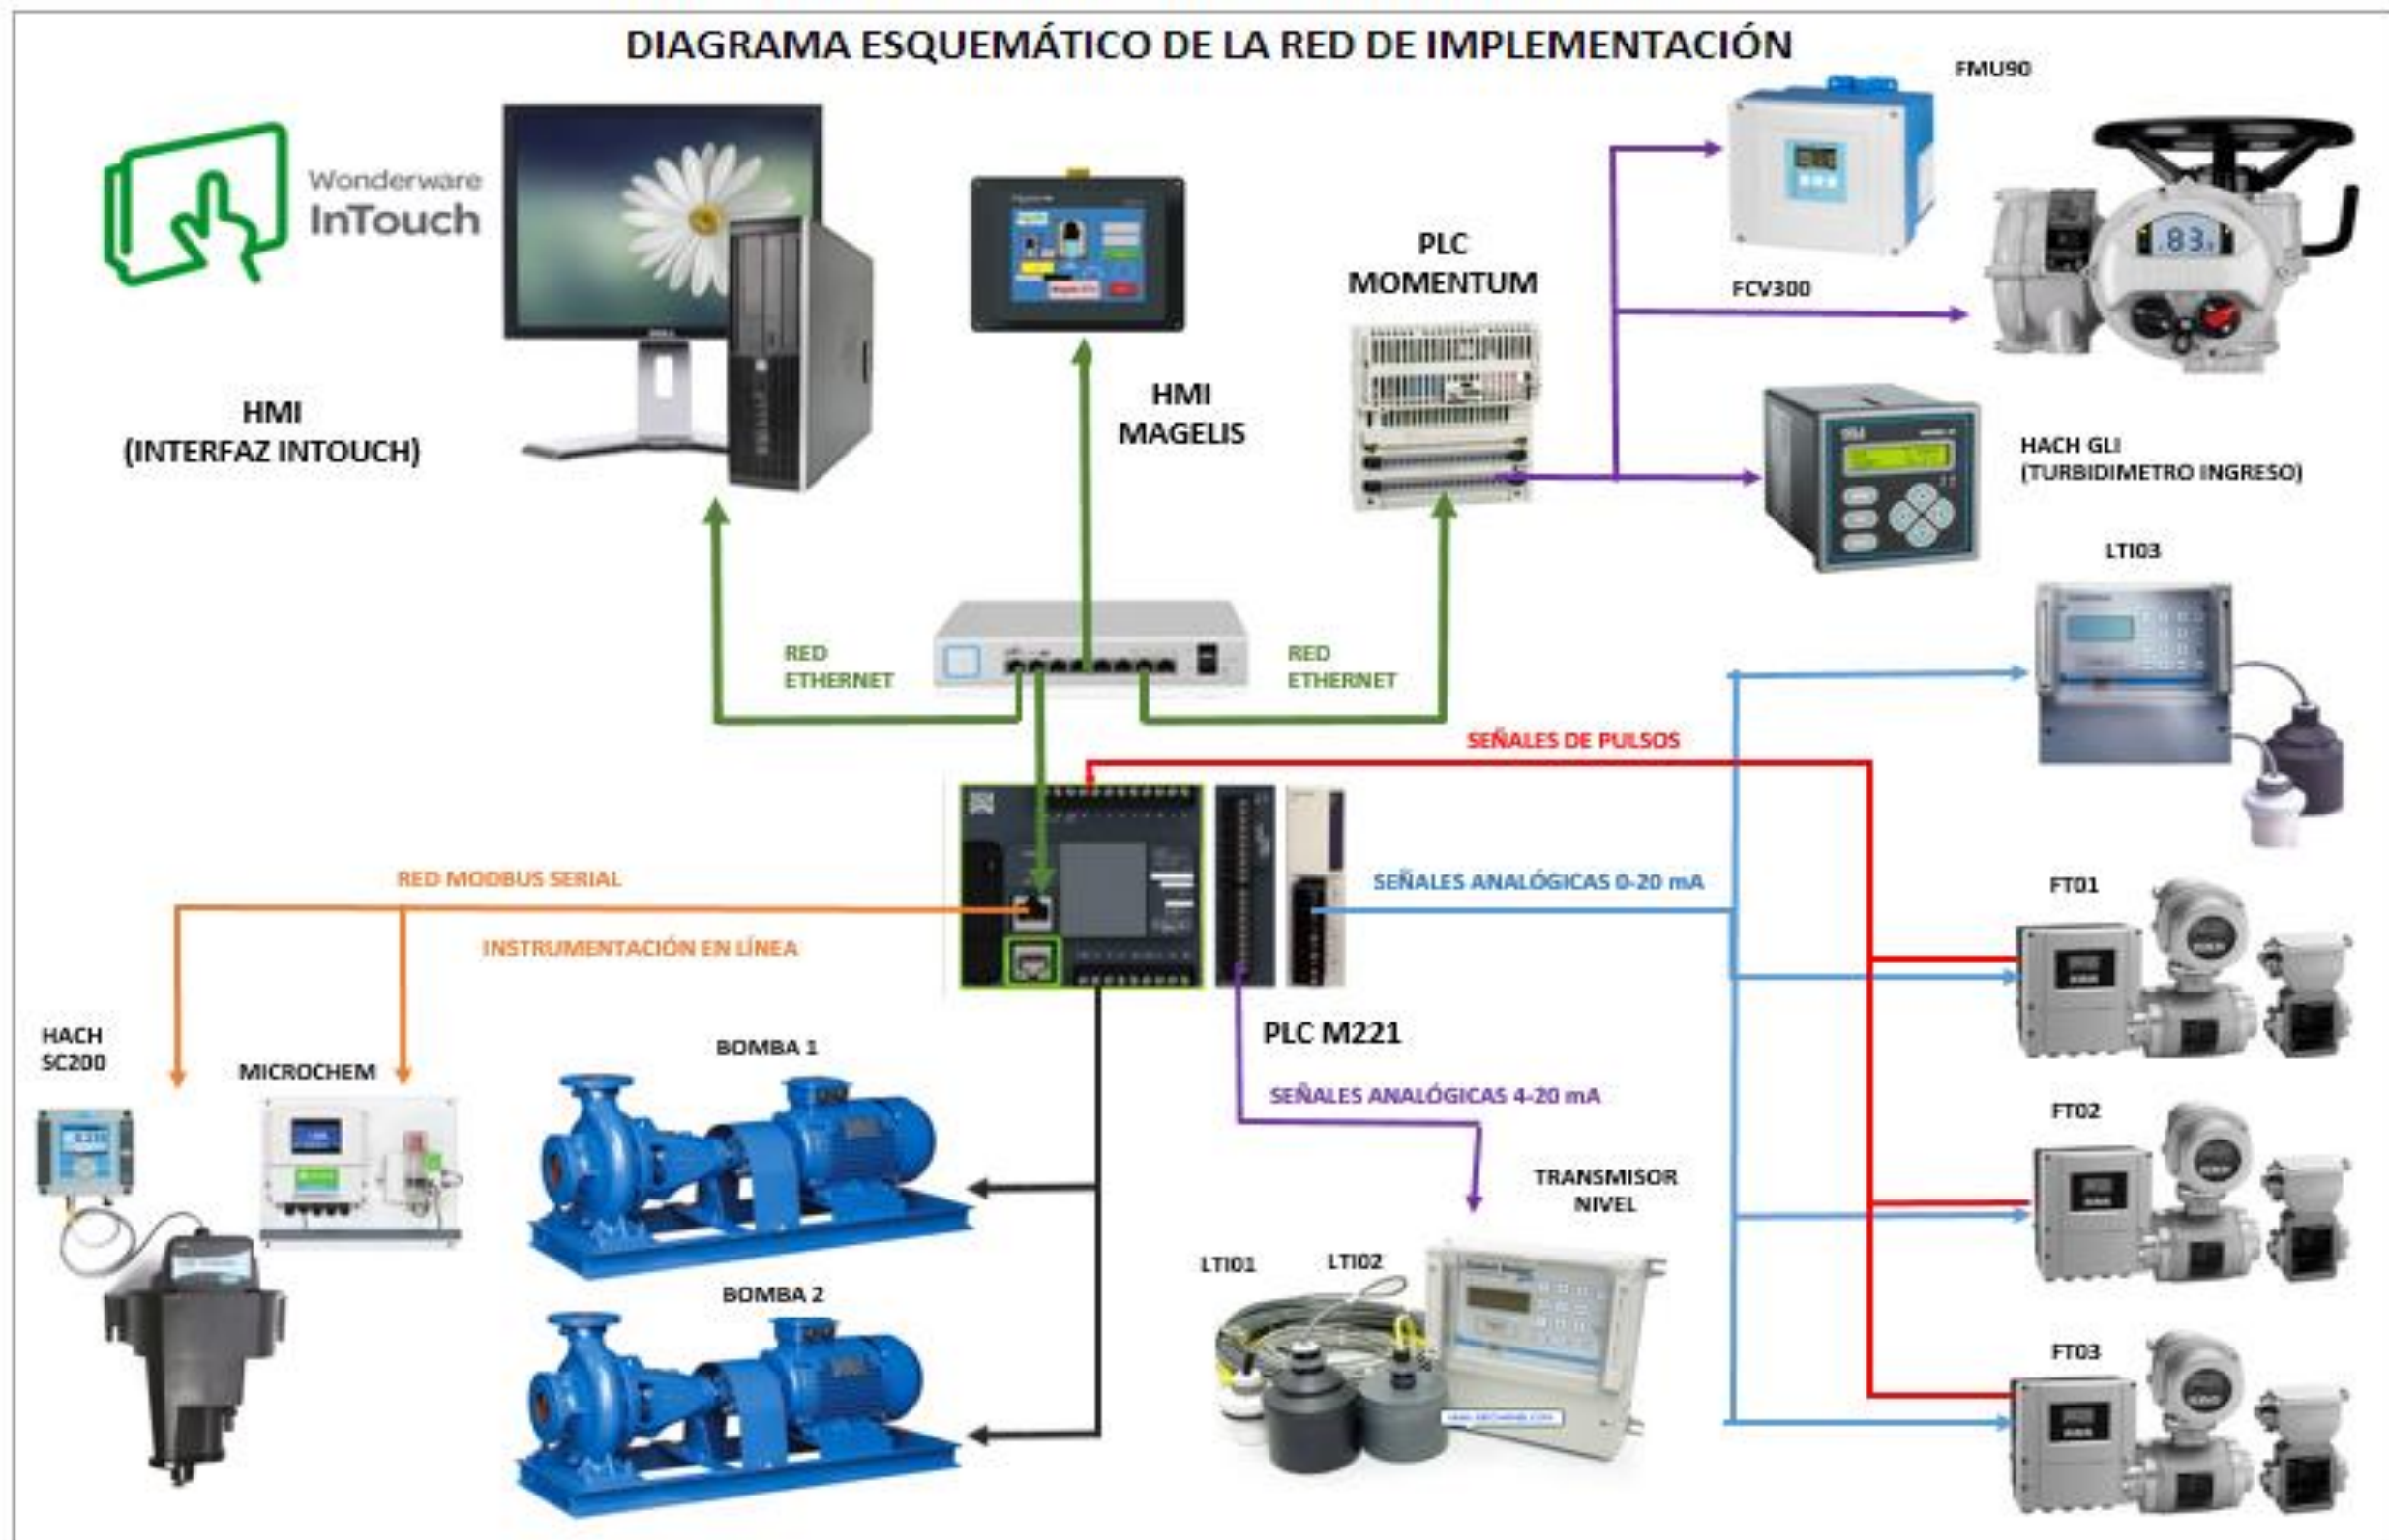 DIAGRAMA ESQUEMÁTICO DE LA RED DE IMPLEMENTACIÓN
FMU90
Wonderware
InTouch
PLC
MOMENTUM
FCV300
83
HMI
(INTERFAZ INTOUCH)
HMI
MAGELIS
HACH GLI
(TURBIDIMETRO INGRESO)
LTI03
RED
ETHERNET
RED
ETHERNET
SEÑALES DE PULSOS
RED MODBUS SERIAL
SEÑALES ANALÓGICAS 0-20 mA
FT01
INSTRUMENTACIÓN EN LÍNEA
HACH
SC200
MICROCHEM
BOMBA 1
PLC M221
SEÑALES ANALÓGICAS 4-20 mA
FT02
TRANSMISOR
NIVEL
LTI01
LTI02
BOMBA 2
FT03